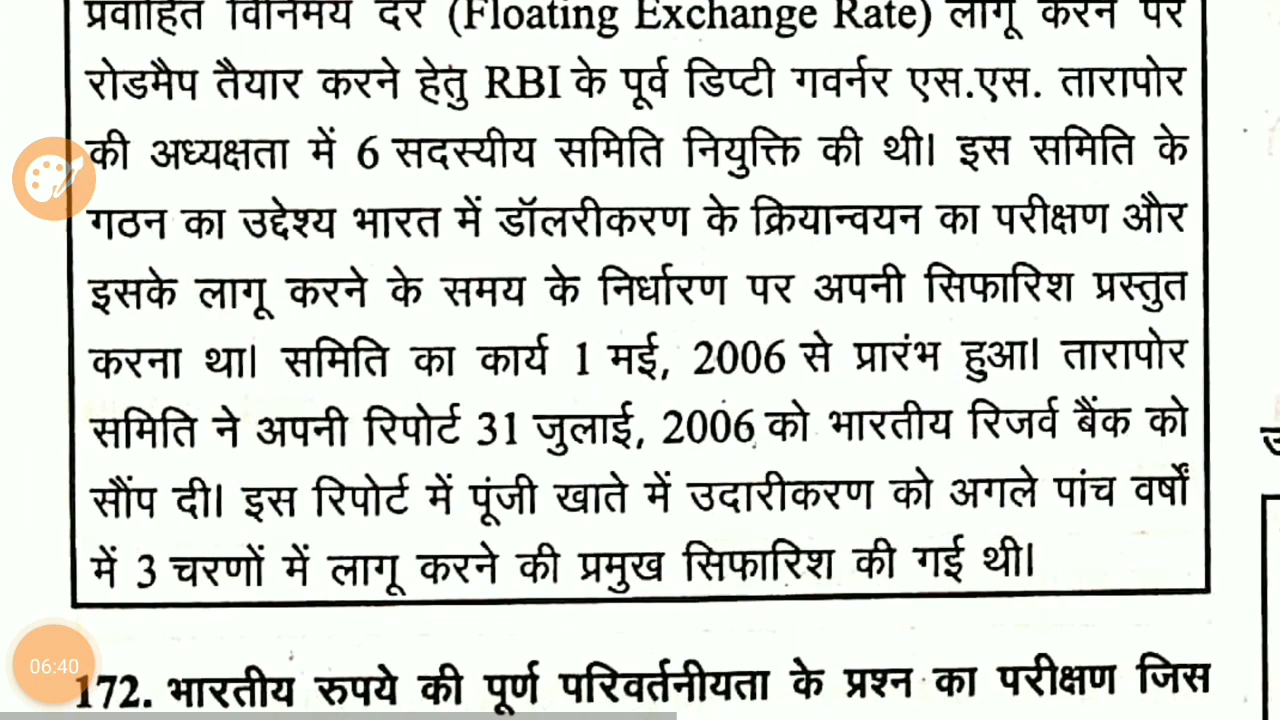 प्रवाहित विनिमय दर (Floating Exchange Rate) लागू करने पर
रोडमैप तैयार करने हेतु RBI के पूर्व डिप्टी गवर्नर एस.एस. तारापोर
की अध्यक्षता में 6 सदस्यीय समिति नियुक्ति की थी। इस समिति के
गठन का उद्देश्य भारत में डॉलरीकरण के क्रियान्वयन का परीक्षण और
इसके लागू करने के समय के निर्धारण पर अपनी सिफारिश प्रस्तुत
करना था। समिति का कार्य 1 मई, 2006 से प्रारंभ हुआ। तारापोर
समिति ने अपनी रिपोर्ट 31 जुलाई, 2006 को भारतीय रिजर्व बैंक को
सौंप दी। इस रिपोर्ट में पूंजी खाते में उदारीकरण को अगले पांच वर्षों
में 3 चरणों में लागू करने की प्रमुख सिफारिश की गई थी।
06:40
172. भारतीय रुपये की पूर्ण परिवर्तनीयता के प्रश्न का परीक्षण जिस